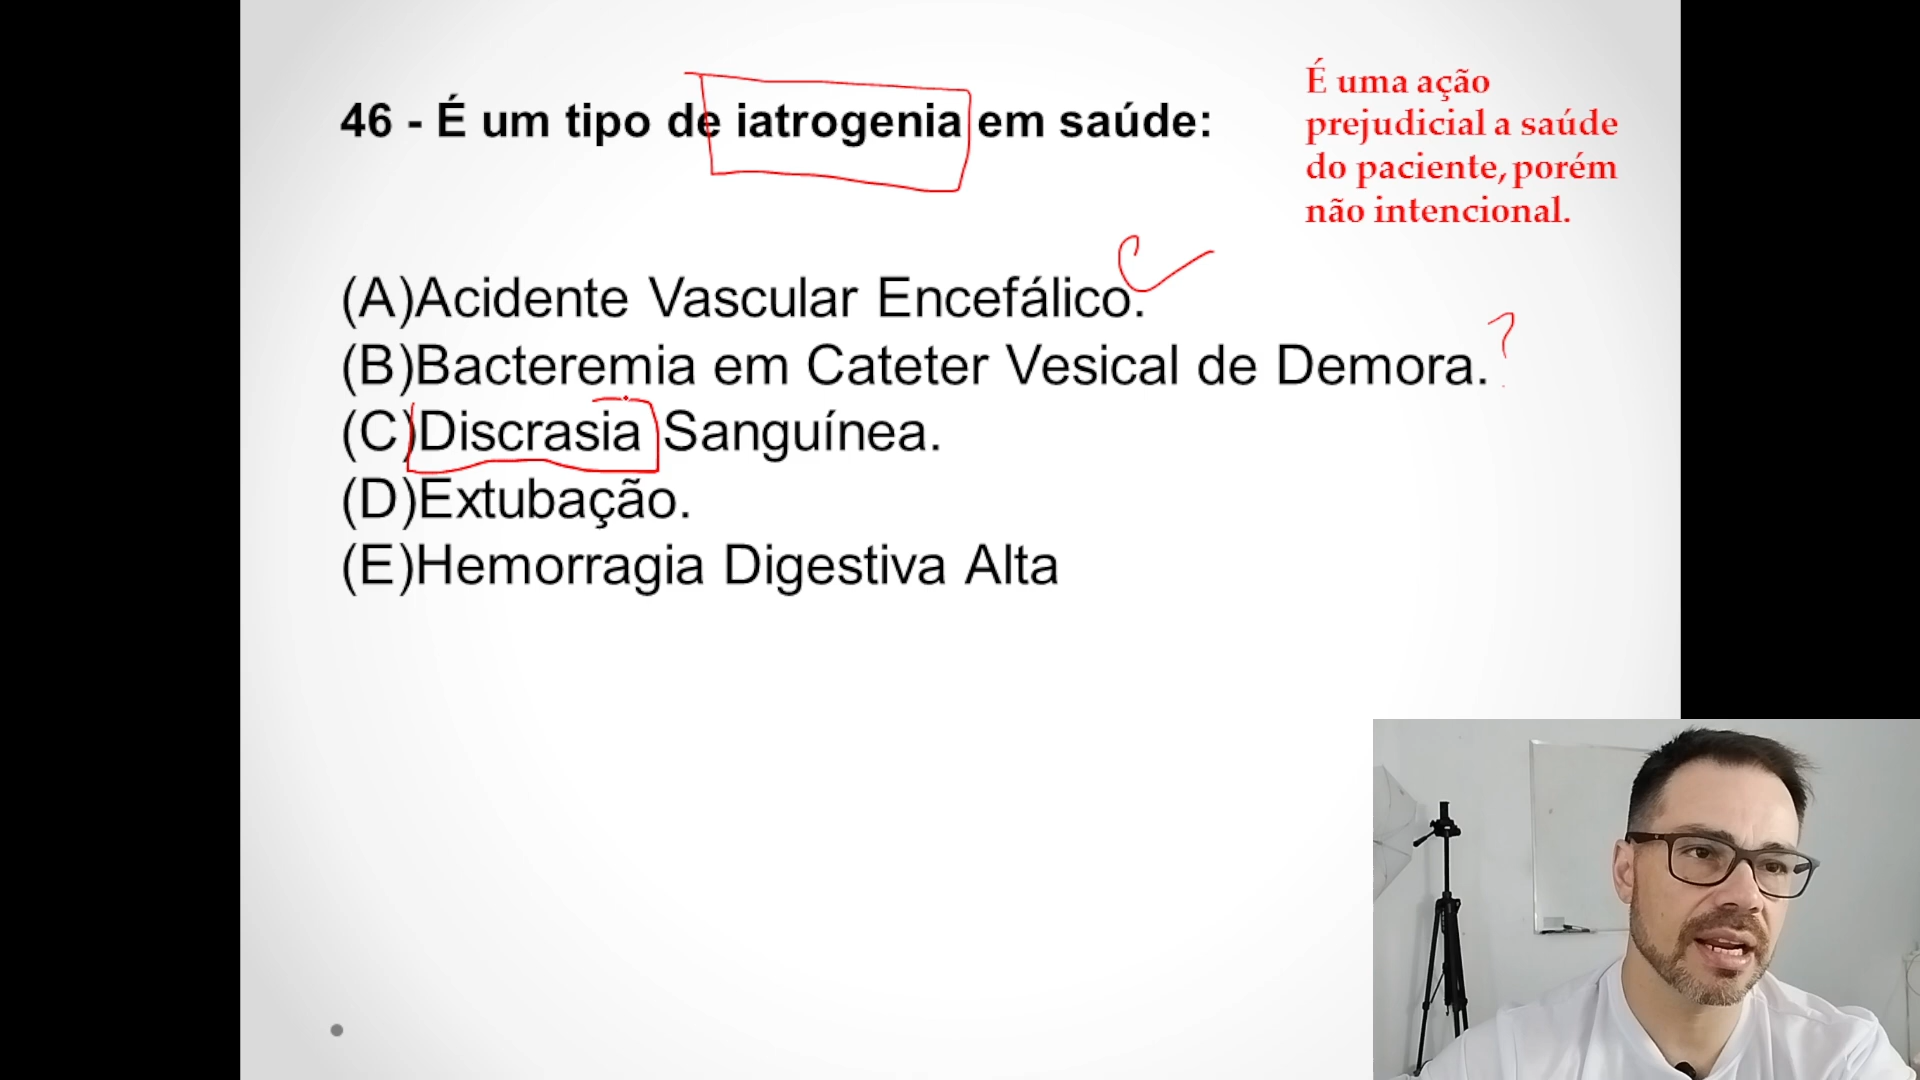 46 - É um tipo de iatrogenia em saúde:
É uma ação
prejudicial a saúde
do paciente, porém
não intencional.
(A)Acidente Vascular Encefálico.
(B)Bacteremia em Cateter Vesical de Demora. ?
(C)Discrasia Sanguínea.
(D)Extubação.
(E)Hemorragia Digestiva Alta